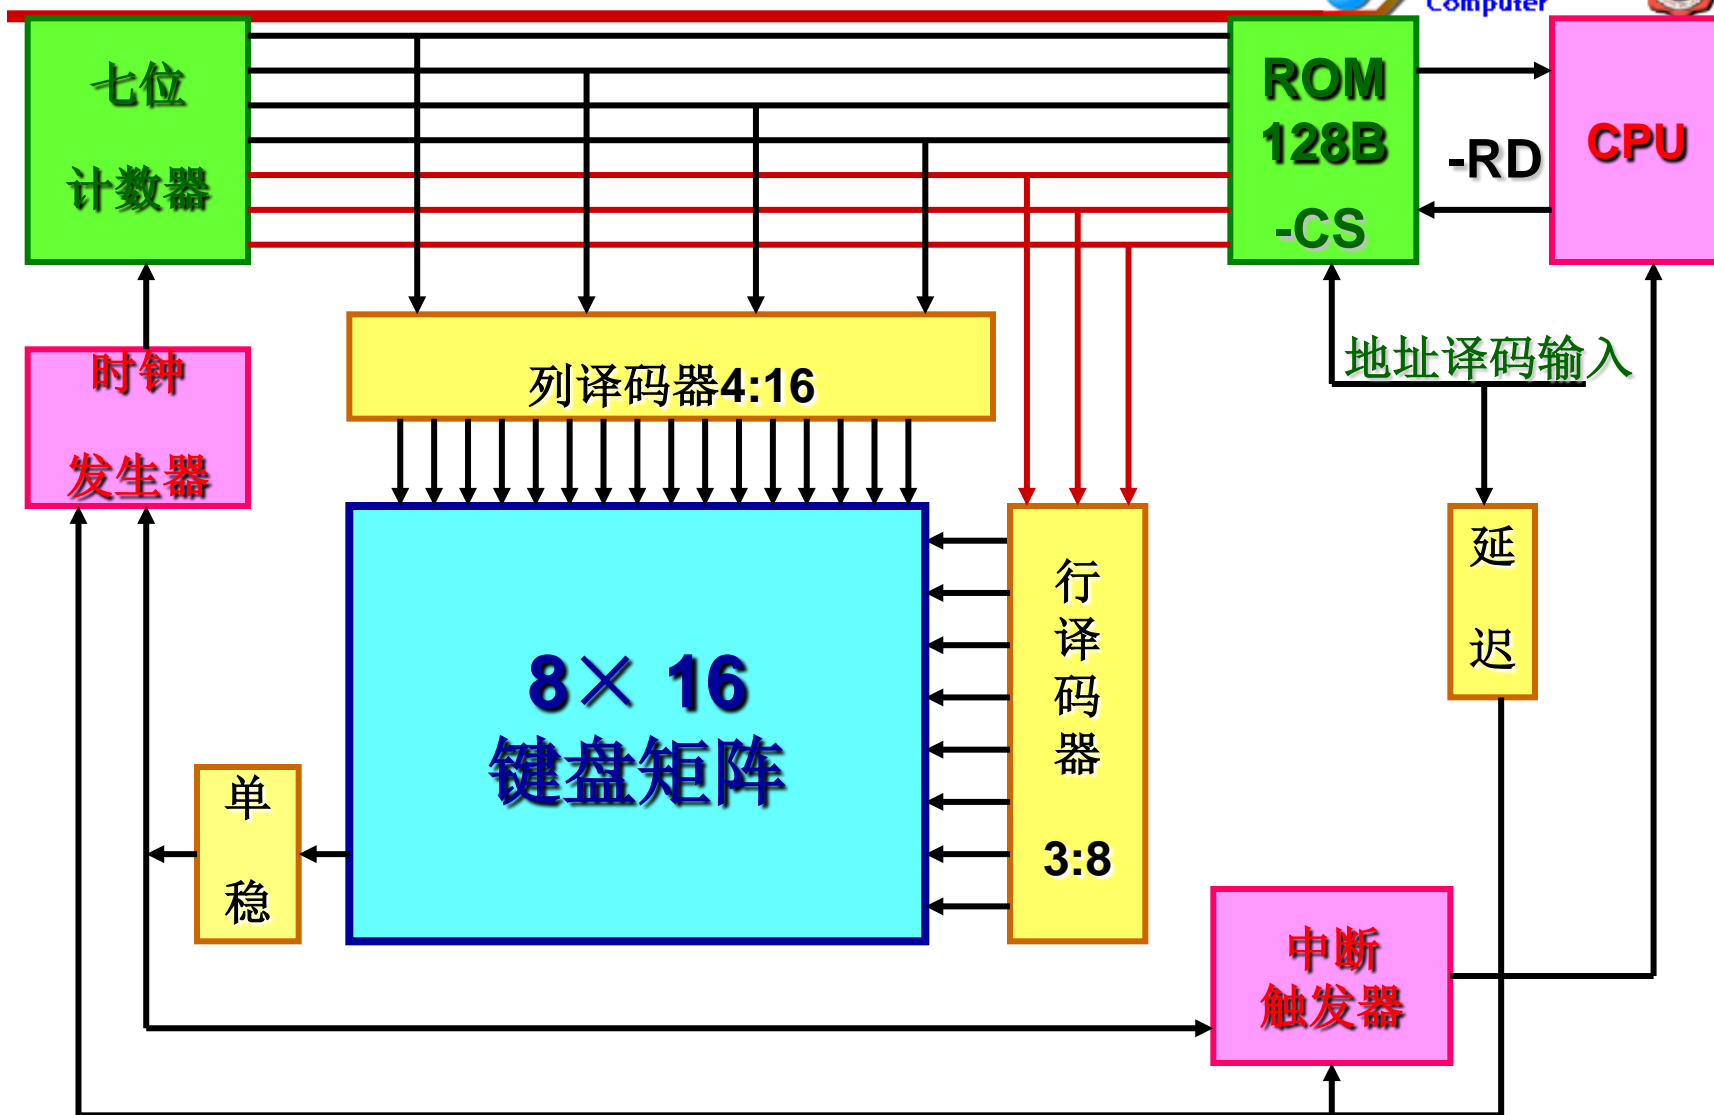 Computer
七位
计数器
ROM
128B
-CS
-RD
CPU
时钟
发生器
列译码器4:16
地址译码输入
8× 16
键盘矩阵
行
译
码
器
3:8
延
迟
单
稳
中断
触发器